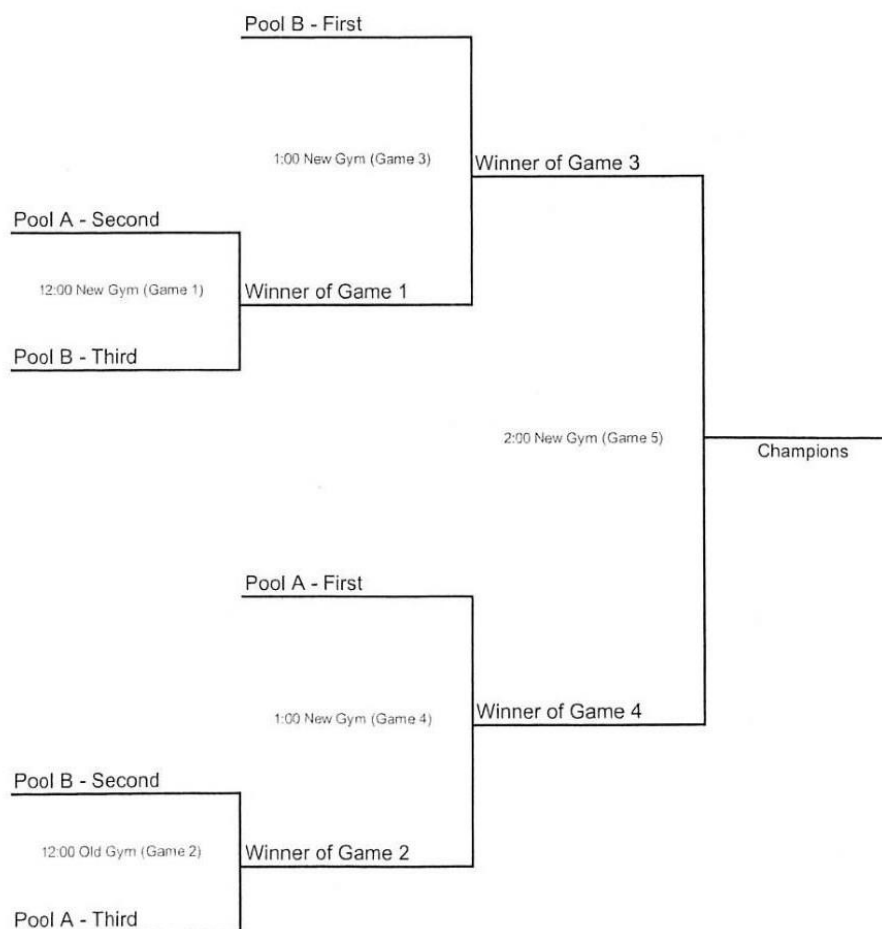 Pool B - First
1:00 New Gym (Game 3)
Winner of Game 3
Pool A - Second
12:00 New Gym (Game 1)
Winner of Game 1
Pool B - Third
2:00 New Gym (Game 5)
Champions
Pool A - First
1:00 New Gym (Game 4)
Winner of Game 4
Pool B - Second
12:00 Old Gym (Game 2)
Winner of Game 2
Pool A - Third